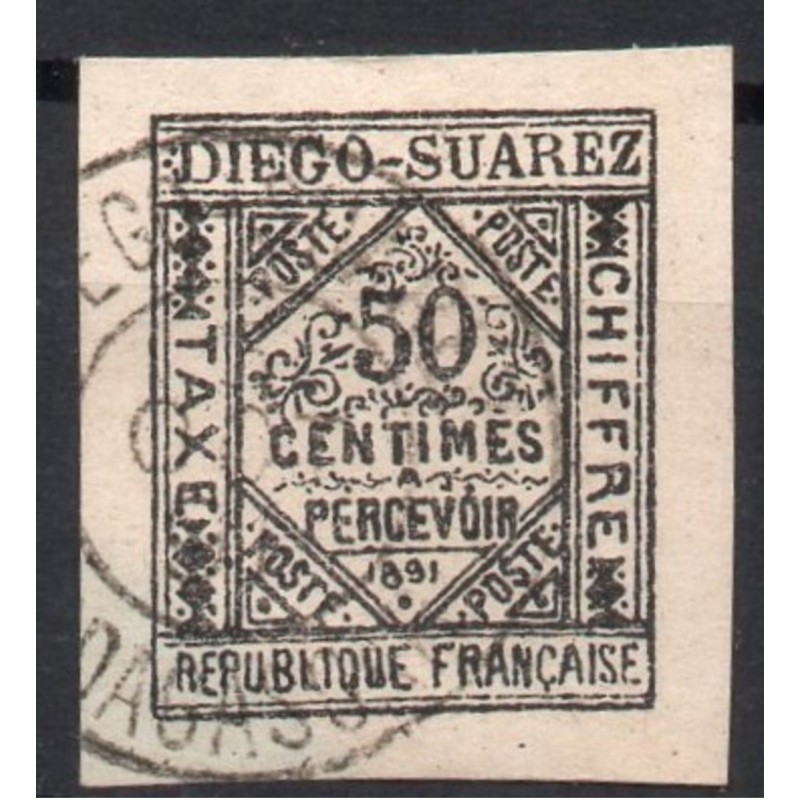 DIEGO-SUAREZ
POSTE
POSTE
TAXE
CHIFFRE
50
CENTIMES
A
PERCEVOIR
1891
POSTE
POSTE
REPUBLIQUE FRANÇAISE